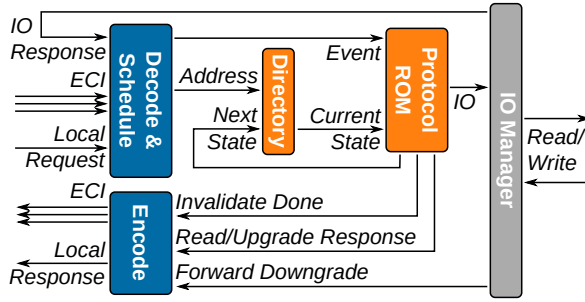 IO
Response
ECI
Local
Request
Decode &
Schedule
Address
Directory
Event
Next
State
Current
State
Protocol
ROM
IO
IO Manager
Read/
Write
ECI
Local
Response
Encode
Invalidate Done
Read/Upgrade Response
Forward Downgrade